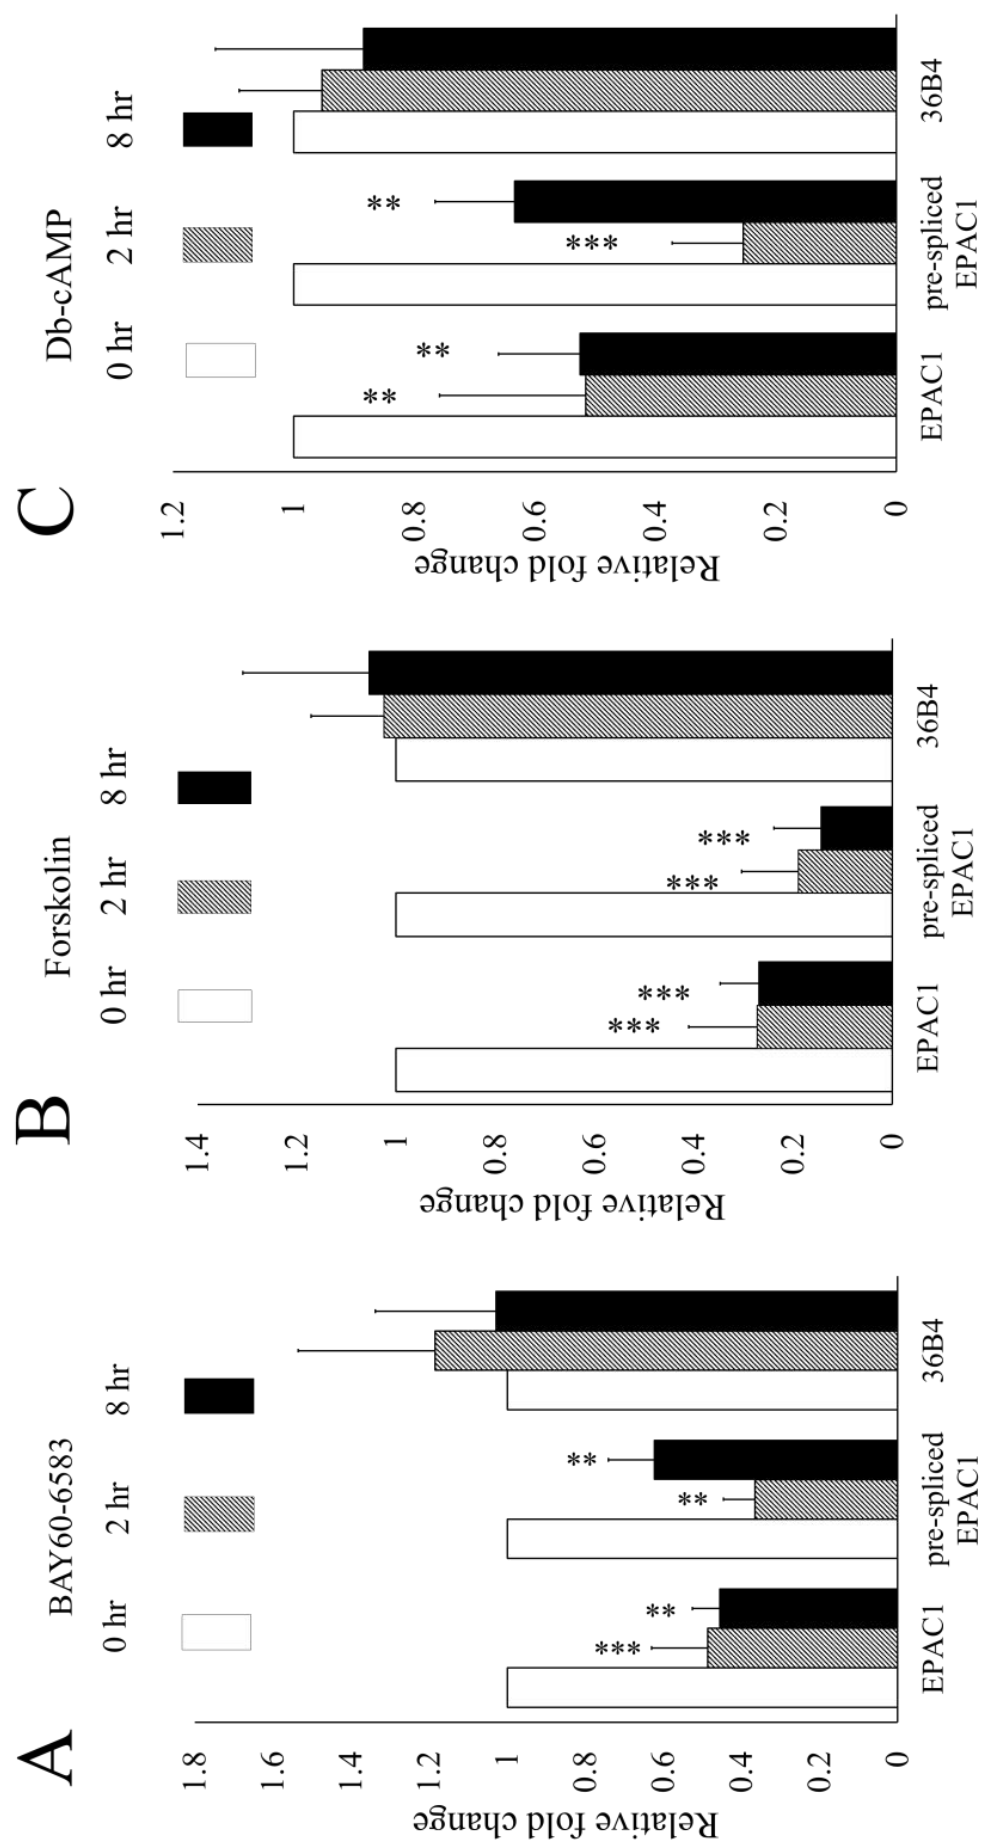 A
BAY60-6583
0 hr 2 hr 8 hr
Relative fold change
1.8
1.6
1.4
1.2
1
0.8
0.6
0.4
0.2
0
*** **
** **
EPAC1 pre-spliced 36B4
EPAC1
B
Forskolin
0 hr 2 hr 8 hr
Relative fold change
1.4
1.2
1
0.8
0.6
0.4
0.2
0
*** ***
*** ***
EPAC1 pre-spliced 36B4
EPAC1
C
Db-cAMP
0 hr 2 hr 8 hr
Relative fold change
1.2
1
0.8
0.6
0.4
0.2
0
** **
*** **
EPAC1 pre-spliced 36B4
EPAC1